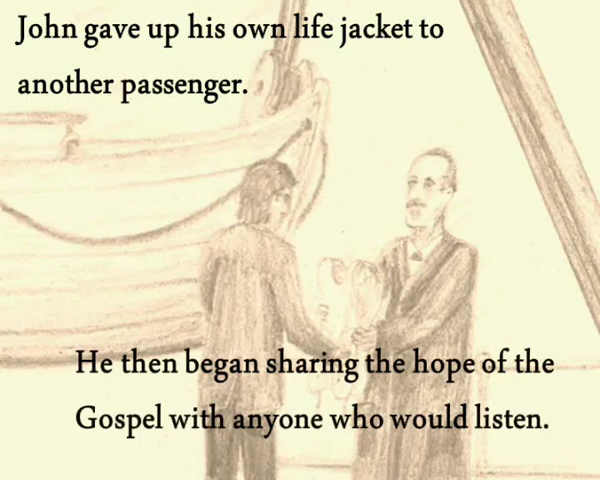 John gave up his own life jacket to
another passenger.
He then began sharing the hope of the
Gospel with anyone who would listen.